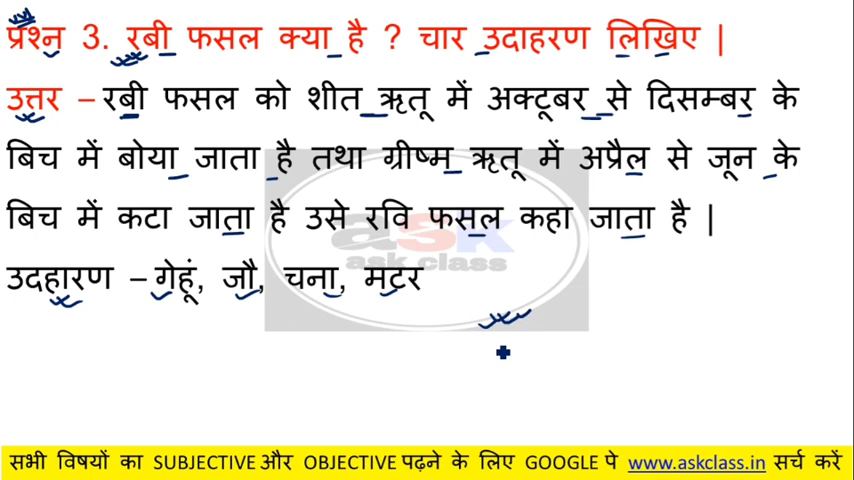 प्रश्न 3. रबी फसल क्या है ? चार उदाहरण लिखिए |
उत्तर – रबी फसल को शीत ऋतू में अक्टूबर से दिसम्बर के
बिच में बोया जाता है तथा ग्रीष्म ऋतू में अप्रैल से जून के
बिच में कटा जाता है उसे रवि फसल कहा जाता है |
उदहारण – गेहूं, जौ, चना, मटर
ask
ask class
सभी विषयों का SUBJECTIVE और OBJECTIVE पढ़ने के लिए GOOGLE पे www.askclass.in सर्च करें